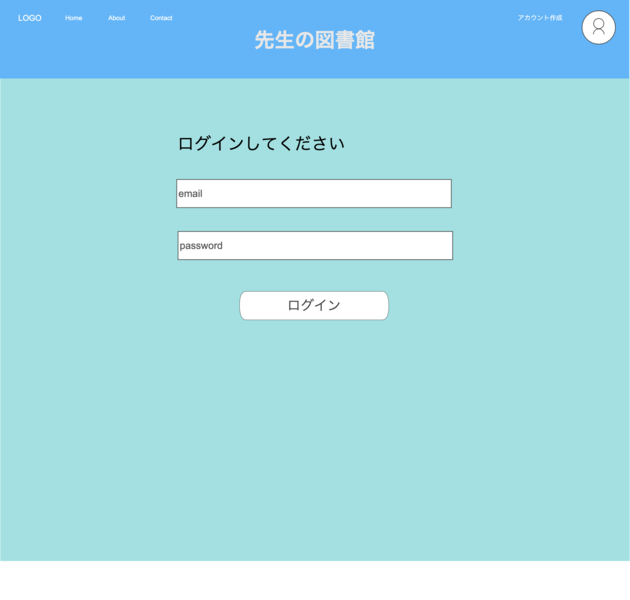 LOGO
Home
About
Contact
アカウント作成
先生の図書館
ログインしてください
email
password
ログイン